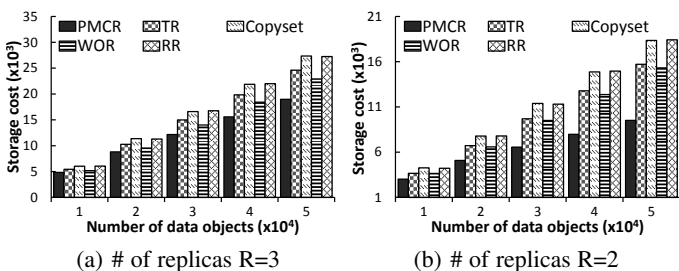 Storage cost (x10³)
35
30
25
20
15
10
5
0
PMCR TR Copyset
WOR RR
1 2 3 4 5
Number of data objects (x10⁴)
(a) # of replicas R=3
Storage cost (x10³)
21
16
11
6
1
PMCR TR Copyset
WOR RR
1 2 3 4 5
Number of data objects (x10⁴)
(b) # of replicas R=2